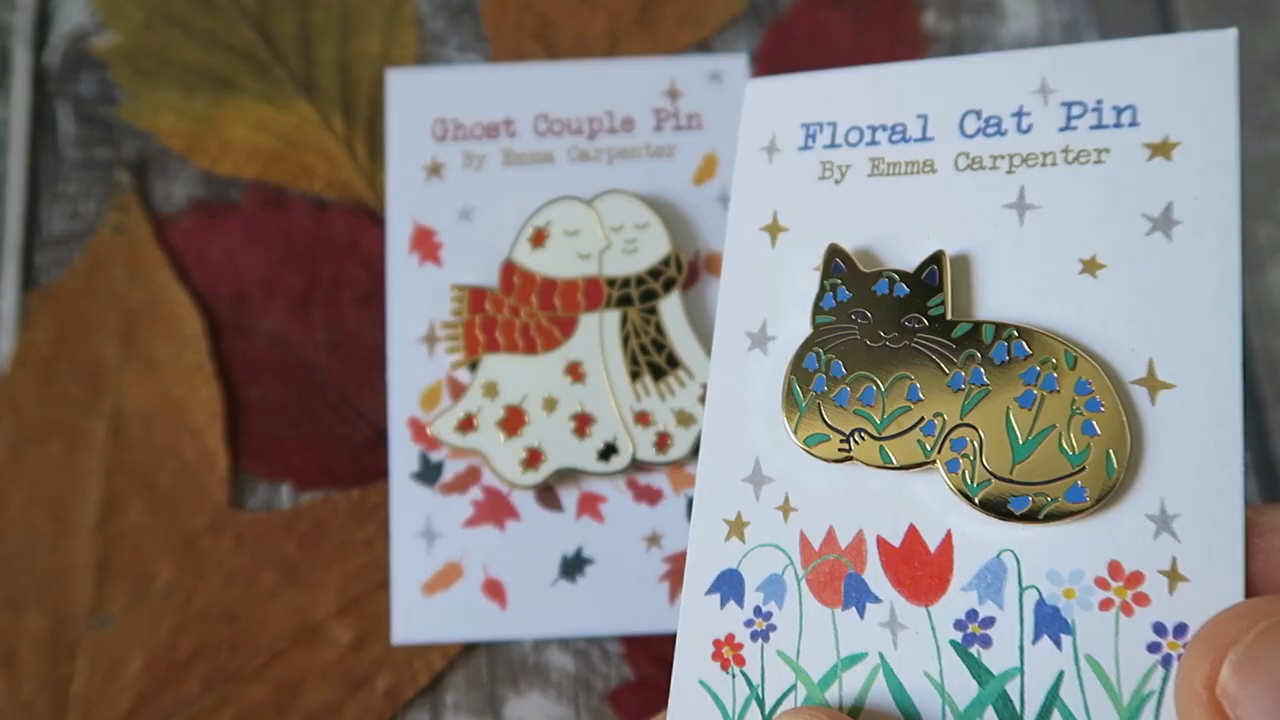 Ghost Couple Pin
By Emma Carpenter
Floral Cat Pin
By Emma Carpenter